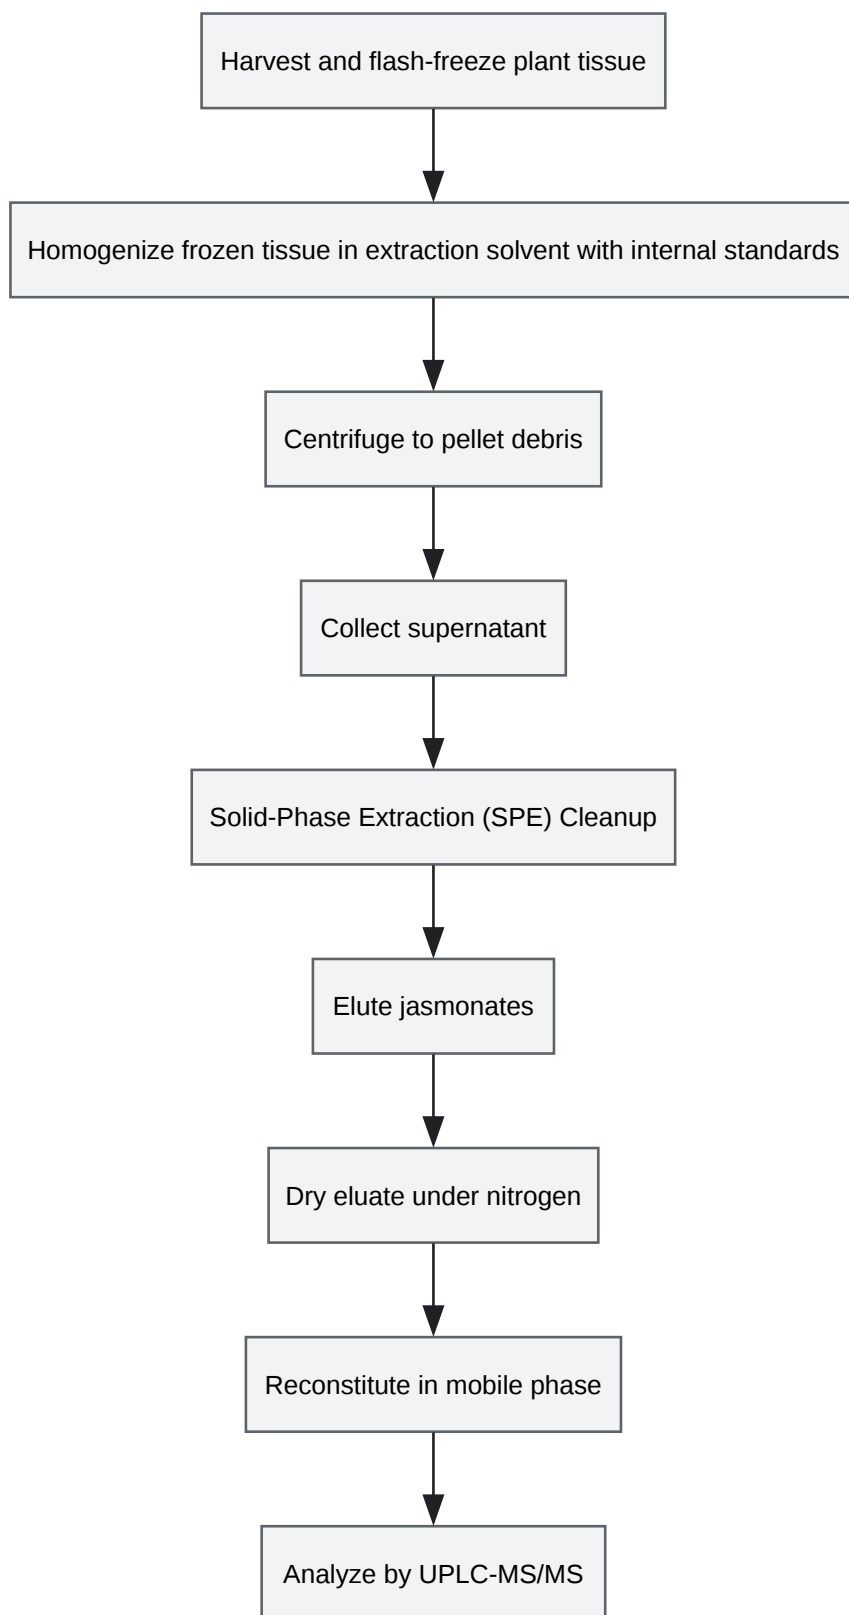 Harvest and flash-freeze plant tissue
Homogenize frozen tissue in extraction solvent with internal standards
Centrifuge to pellet debris
Collect supernatant
Solid-Phase Extraction (SPE) Cleanup
Elute jasmonates
Dry eluate under nitrogen
Reconstitute in mobile phase
Analyze by UPLC-MS/MS